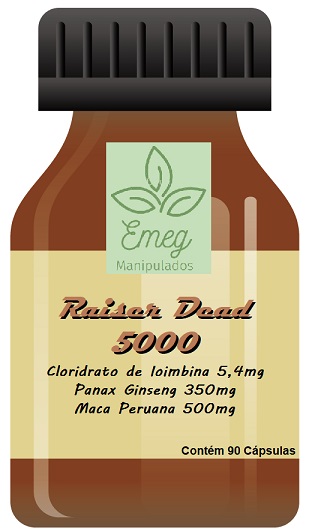 Emeg
Manipulados
Raiser Dead
5000
Cloridrato de Ioimbina 5,4mg
Panax Ginseng 350mg
Maca Peruana 500mg
Contém 90 Cápsulas